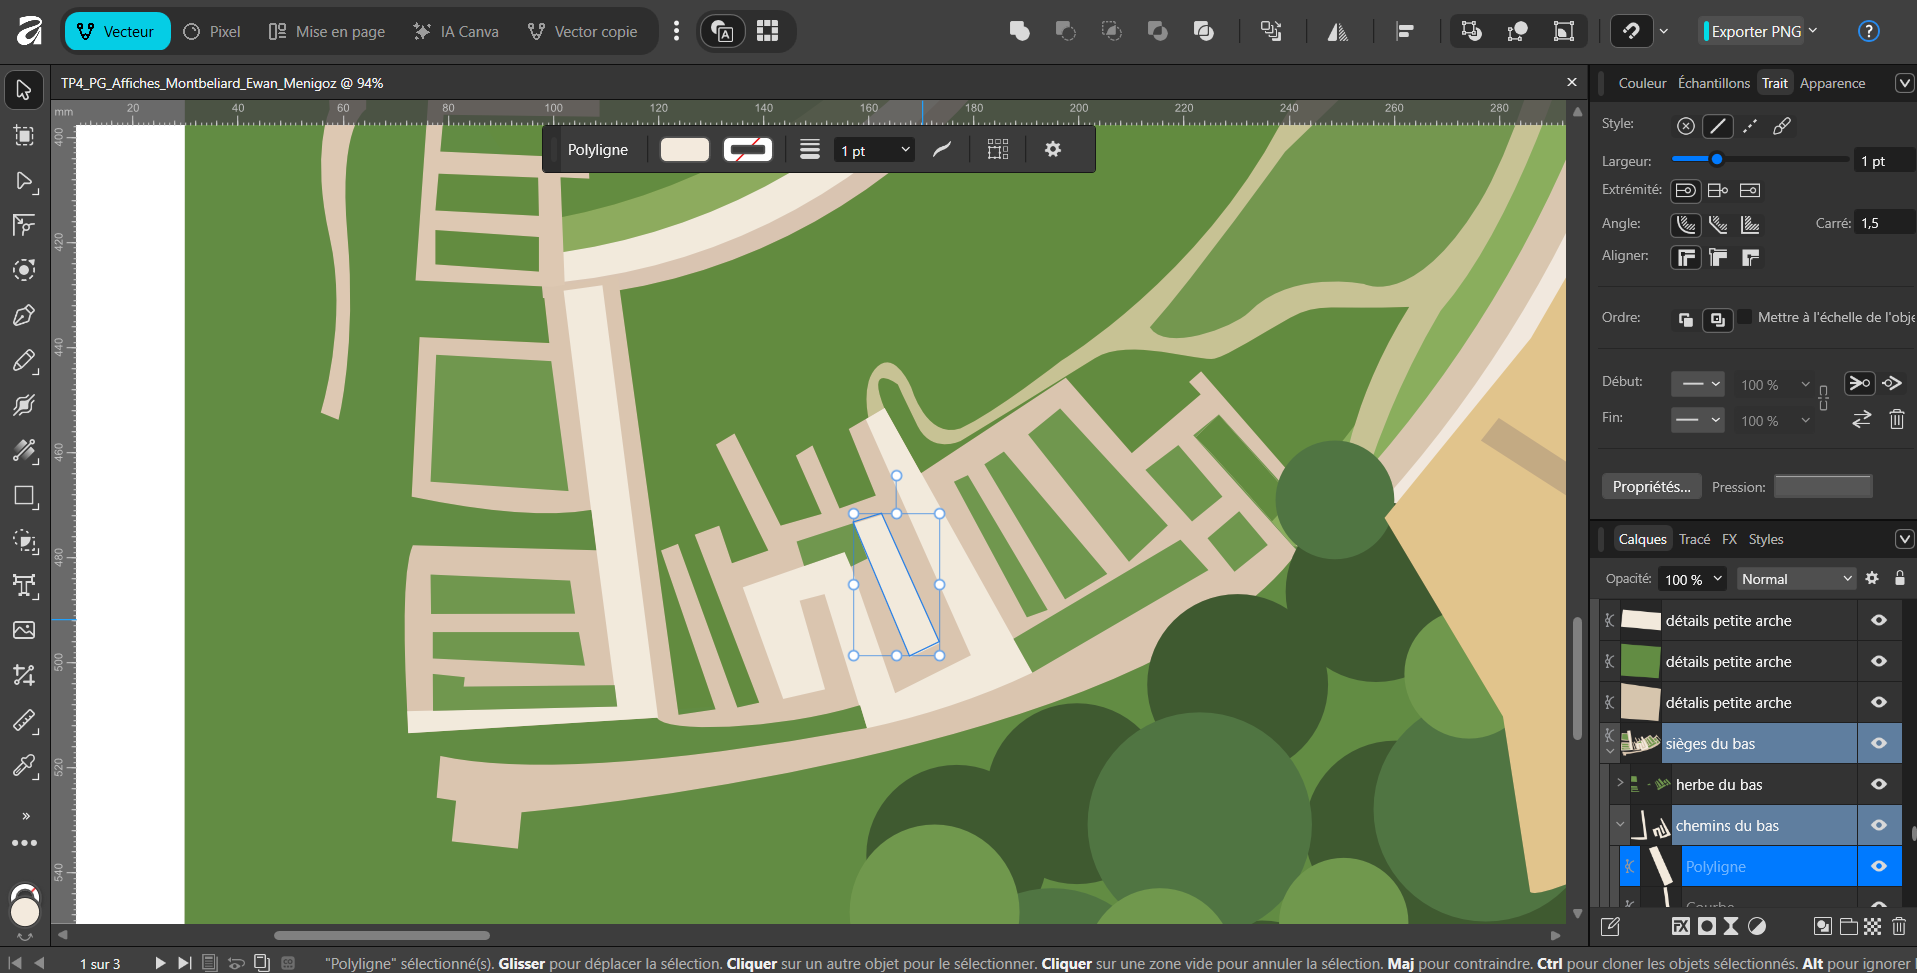 Vecteur Pixel Mise en page IA Canva Vector copie Exporter PNG
TP4_PG_Affiches_Montbeliard_Ewan_Menigoz @ 94%
Couleur Échantillons Trait Apparence
mm 20 40 60 80 100 120 140 160 180 200 220 240 260 280
400
420
440
460
480
500
520
540
Polyligne 1 pt
Style:
Largeur: 1 pt
Extrémité:
Angle: Carré: 1,5
Aligner:
Ordre: Mettre à l'échelle de l'obje
Début: 100 %
Fin: 100 %
Propriétés... Pression:
Calques Tracé FX Styles
Opacité: 100 % Normal
détails petite arche
détails petite arche
détalis petite arche
sièges du bas
herbe du bas
chemins du bas
Polyligne
Courbe
1 sur 3
"Polyligne" sélectionné(s). Glisser pour déplacer la sélection. Cliquer sur un autre objet pour le sélectionner. Cliquer sur une zone vide pour annuler la sélection. Maj pour contraindre. Ctrl pour cloner les objets sélectionnés. Alt pour ignorer l